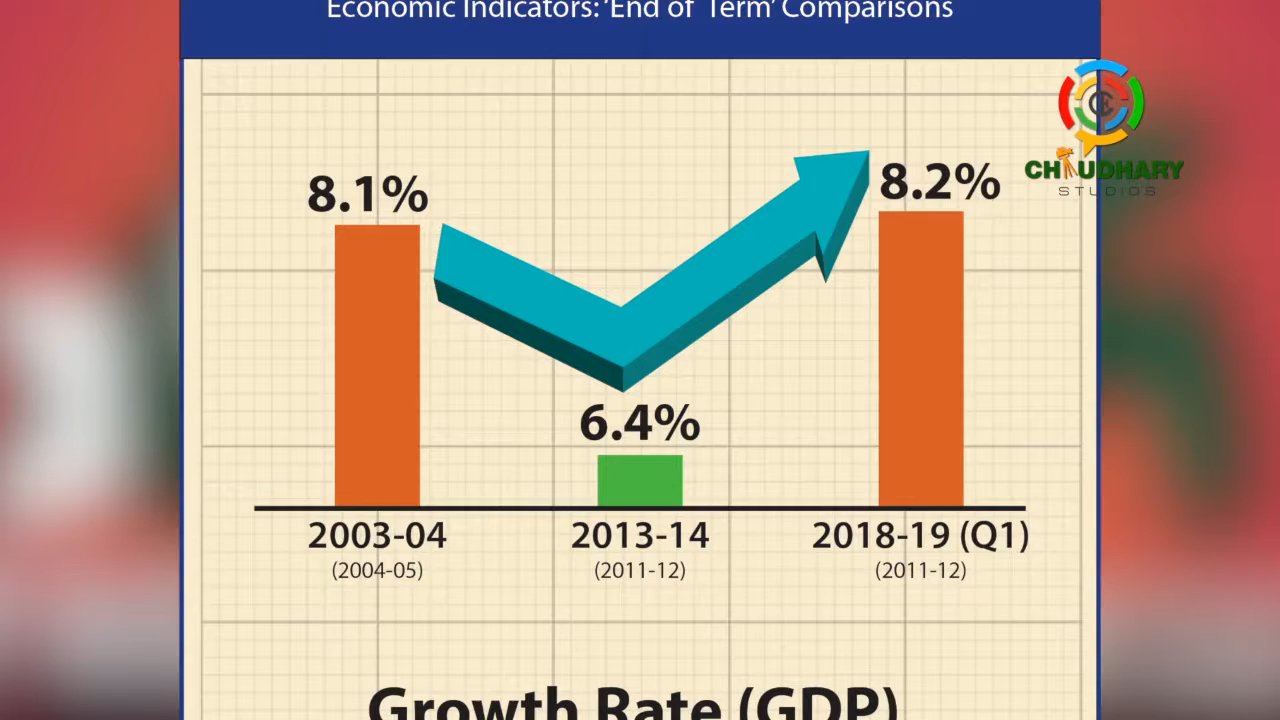 Economic Indicators: 'End of Term' Comparisons
8.1%
8.2%
6.4%
2003-04
2013-14
2018-19 (Q1)
(2004-05)
(2011-12)
(2011-12)
Growth Rate (GDP)
CHAUDHARY
STUDIOS